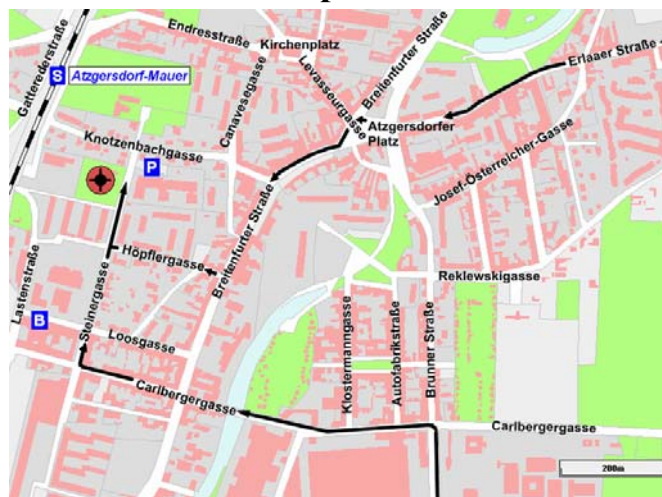 Gatterederstraße
Endresstraße
Kirchenplatz
Breitenfurter Straße
Erlaaer Straße
S
Atzgersdorf-Mauer
Canavesegasse
Levasseurgasse
Atzgersdorfer
Platz
Knotzenbachgasse
P
Josef-Österreicher-Gasse
Breitenfurter Straße
Höpflergasse
Reklewskigasse
Lastenstraße
Steinergasse
B
Loosgasse
Klostermanngasse
Autofabrikstraße
Brunner Straße
Carlbergergasse
Carlbergergasse
200m